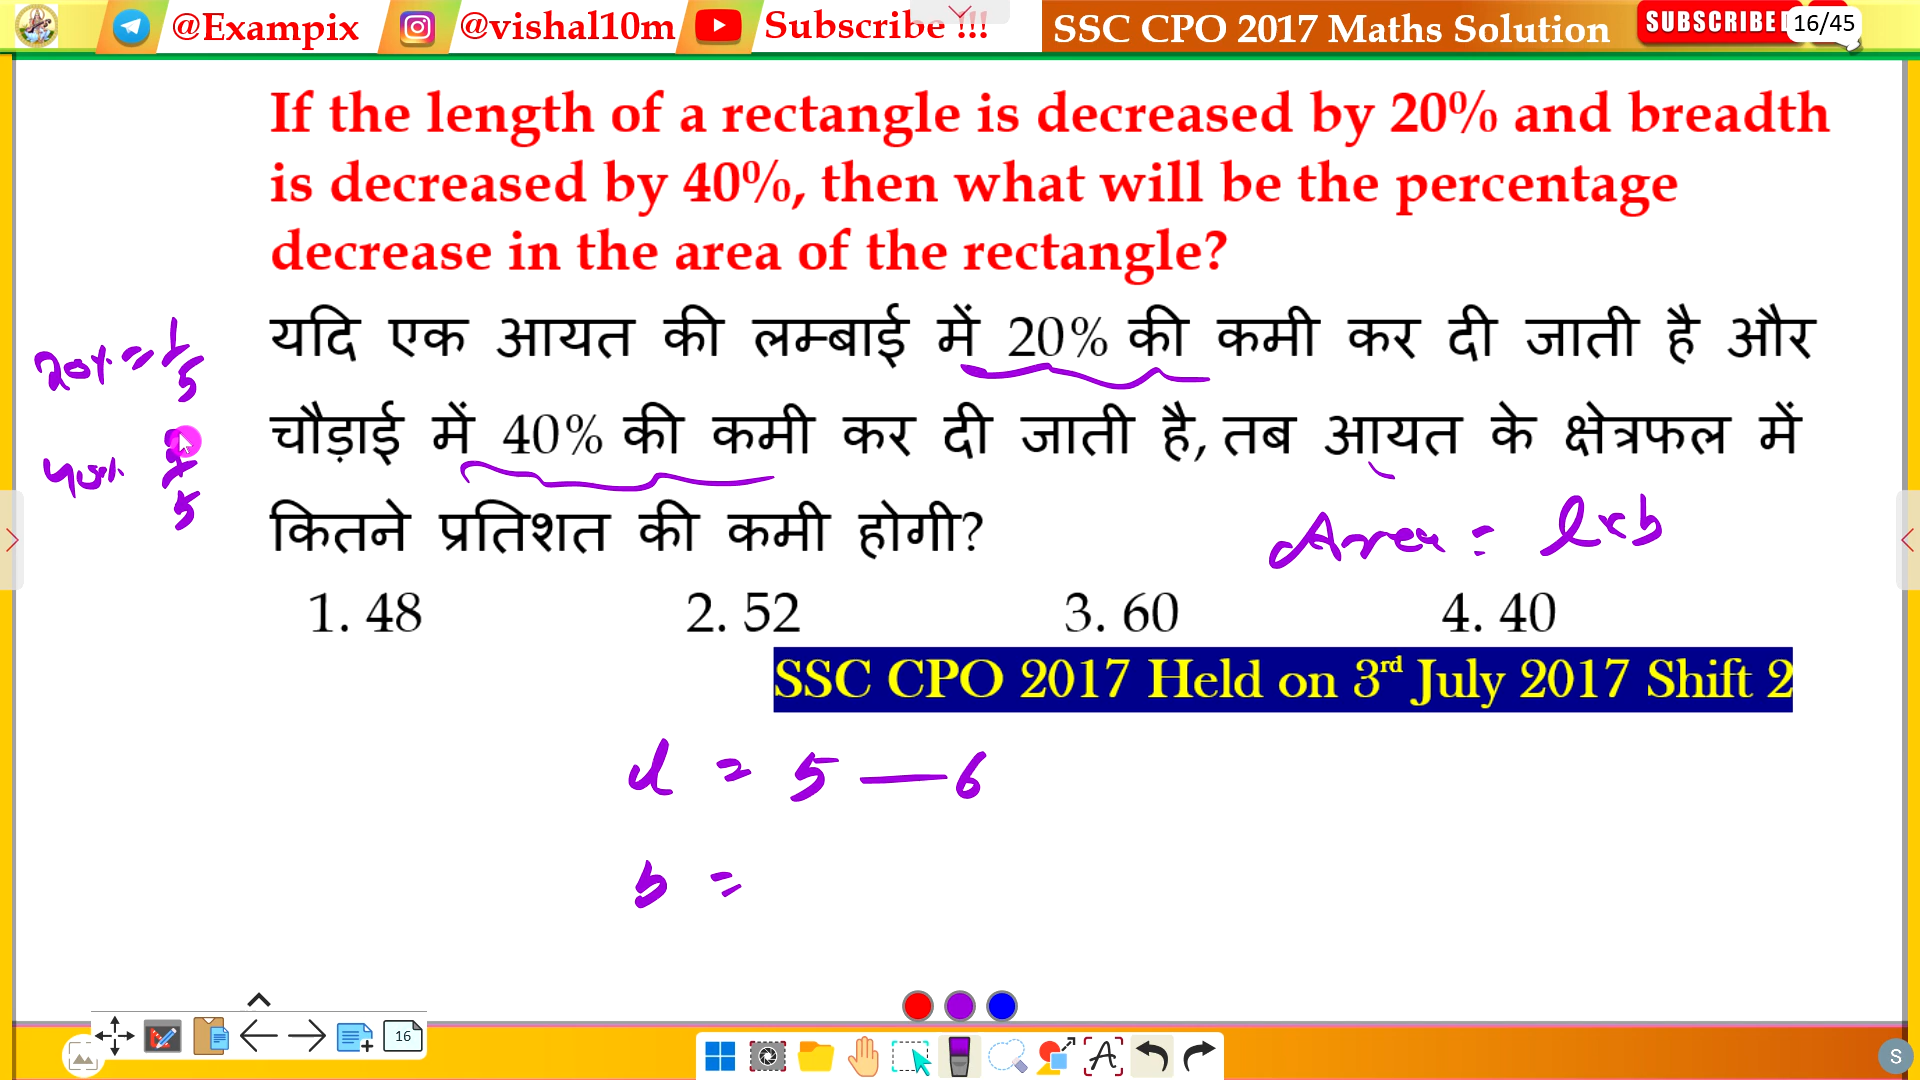 @Exampix @vishal10m Subscribe !!! SSC CPO 2017 Maths Solution SUBSCRIBE 16/45
If the length of a rectangle is decreased by 20% and breadth
is decreased by 40%, then what will be the percentage
decrease in the area of the rectangle?
यदि एक आयत की लम्बाई में 20% की कमी कर दी जाती है और
20% = 1/5
चौड़ाई में 40% की कमी कर दी जाती है, तब आयत के क्षेत्रफल में
40% 2/5
कितने प्रतिशत की कमी होगी?
Area = l×b
1. 48 2. 52 3. 60 4. 40
SSC CPO 2017 Held on 3rd July 2017 Shift 2
l = 5 — 6
b =
16
S